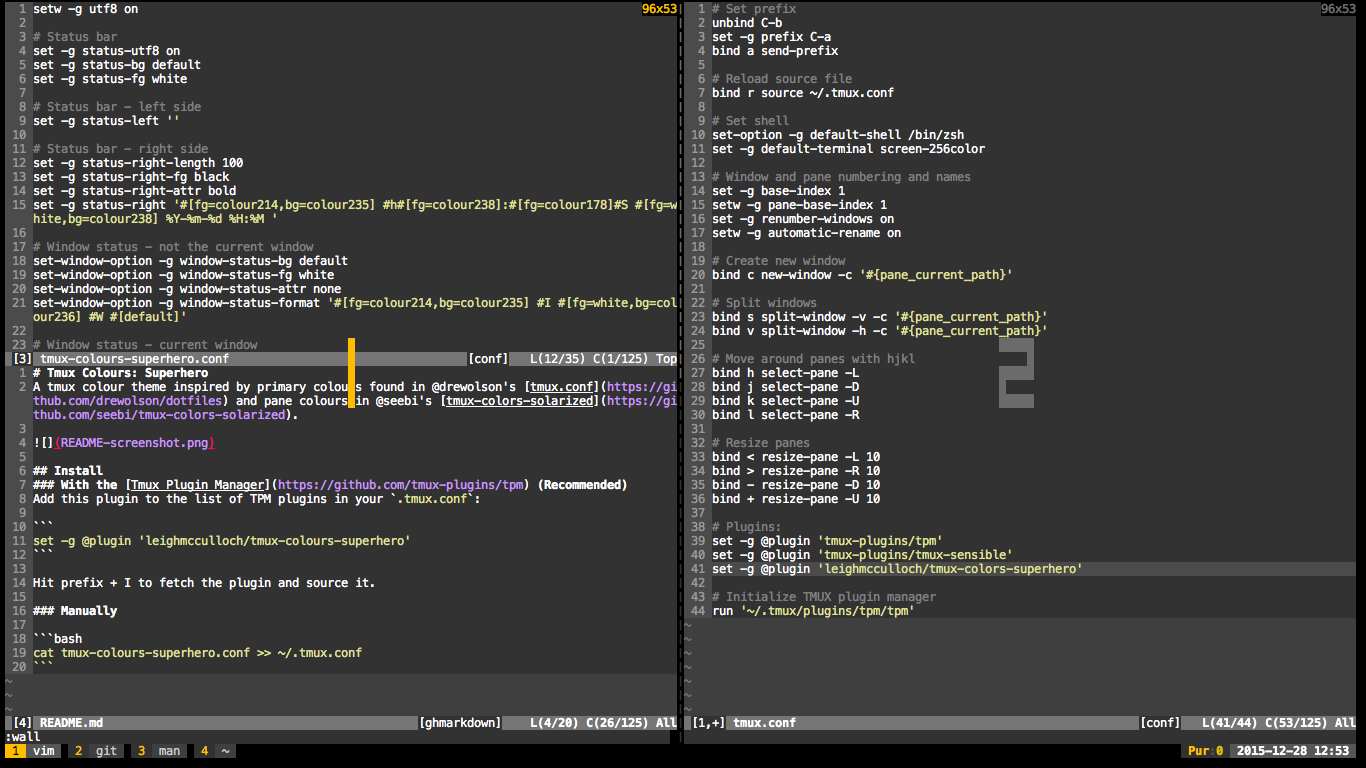 1 setw -g utf8 on
96x53
2
3 # Status bar
4 set -g status-utf8 on
5 set -g status-bg default
6 set -g status-fg white
7
8 # Status bar - left side
9 set -g status-left ''
10
11 # Status bar - right side
12 set -g status-right-length 100
13 set -g status-right-fg black
14 set -g status-right-attr bold
15 set -g status-right '#[fg=colour214,bg=colour235] #h#[fg=colour238]:#[fg=colour178]#S #[fg=w
hite,bg=colour238] %Y-%m-%d %H:%M '
16
17 # Window status - not the current window
18 set-window-option -g window-status-bg default
19 set-window-option -g window-status-fg white
20 set-window-option -g window-status-attr none
21 set-window-option -g window-status-format '#[fg=colour214,bg=colour235] #I #[fg=white,bg=col
our236] #W #[default]'
22
23 # Window status - current window
[3] tmux-colours-superhero.conf [conf] L(12/35) C(1/125) Top
1 # Tmux Colours: Superhero
2 A tmux colour theme inspired by primary colours found in @drewolson's [tmux.conf](https://gi
thub.com/drewolson/dotfiles) and pane colours in @seebi's [tmux-colors-solarized](https://gi
thub.com/seebi/tmux-colors-solarized).
3
4 ![](README-screenshot.png)
5
6 ## Install
7 ### With the [Tmux Plugin Manager](https://github.com/tmux-plugins/tpm) (Recommended)
8 Add this plugin to the list of TPM plugins in your `.tmux.conf`:
9
10 ```
11 set -g @plugin 'leighmcculloch/tmux-colours-superhero'
12 ```
13
14 Hit prefix + I to fetch the plugin and source it.
15
16 ### Manually
17
18 ```bash
19 cat tmux-colours-superhero.conf >> ~/.tmux.conf
20 ```
~
~
~
[4] README.md [ghmarkdown] L(4/20) C(26/125) All
:wall
1
1 # Set prefix
96x53
2 unbind C-b
3 set -g prefix C-a
4 bind a send-prefix
5
6 # Reload source file
7 bind r source ~/.tmux.conf
8
9 # Set shell
10 set-option -g default-shell /bin/zsh
11 set -g default-terminal screen-256color
12
13 # Window and pane numbering and names
14 set -g base-index 1
15 setw -g pane-base-index 1
16 set -g renumber-windows on
17 setw -g automatic-rename on
18
19 # Create new window
20 bind c new-window -c '#{pane_current_path}'
21
22 # Split windows
23 bind s split-window -v -c '#{pane_current_path}'
24 bind v split-window -h -c '#{pane_current_path}'
25
26 # Move around panes with hjkl
27 bind h select-pane -L
28 bind j select-pane -D
29 bind k select-pane -U
30 bind l select-pane -R
31
32 # Resize panes
33 bind < resize-pane -L 10
34 bind > resize-pane -R 10
35 bind - resize-pane -D 10
36 bind + resize-pane -U 10
37
38 # Plugins:
39 set -g @plugin 'tmux-plugins/tpm'
40 set -g @plugin 'tmux-plugins/tmux-sensible'
41 set -g @plugin 'leighmcculloch/tmux-colors-superhero'
42
43 # Initialize TMUX plugin manager
44 run '~/.tmux/plugins/tpm/tpm'
~
~
~
~
~
~
~
[1,+] tmux.conf [conf] L(41/44) C(53/125) All
2
1 vim 2 git 3 man 4 ~ Pur:0 2015-12-28 12:53